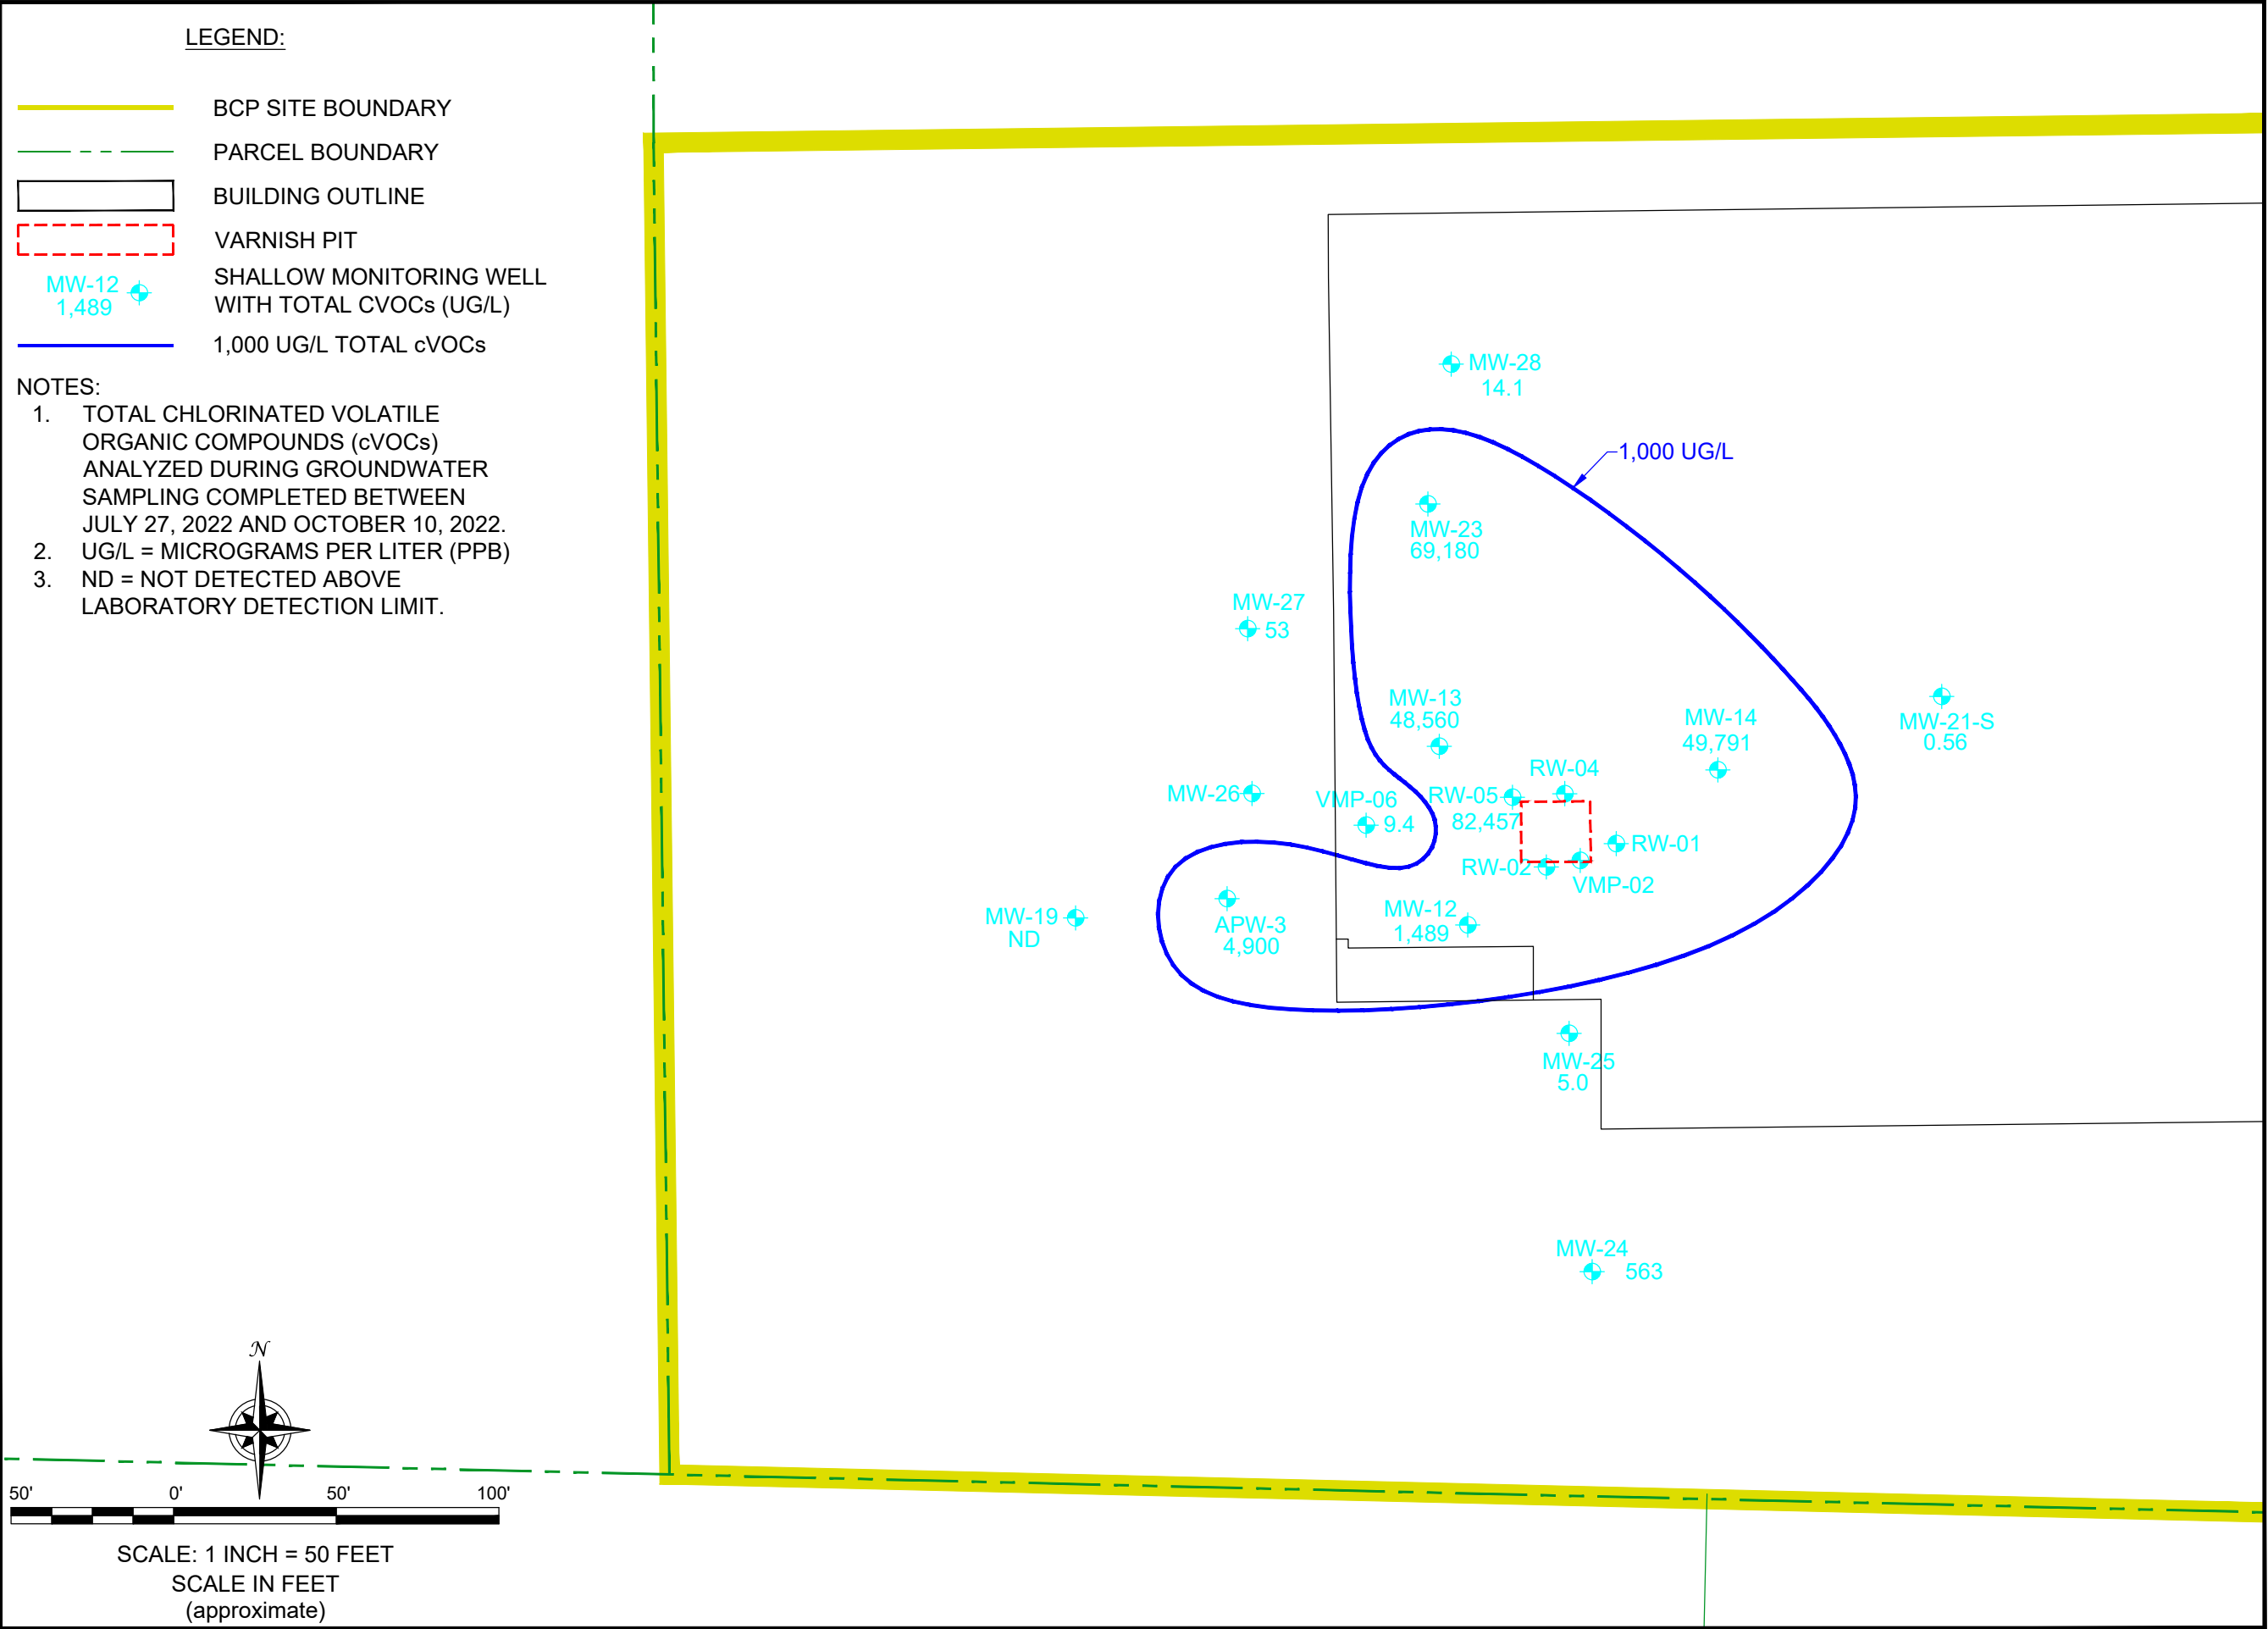 LEGEND:
BCP SITE BOUNDARY
PARCEL BOUNDARY
BUILDING OUTLINE
VARNISH PIT
MW-12
1,489
SHALLOW MONITORING WELL
WITH TOTAL CVOCs (UG/L)
1,000 UG/L TOTAL cVOCs
NOTES:
1. TOTAL CHLORINATED VOLATILE
ORGANIC COMPOUNDS (cVOCs)
ANALYZED DURING GROUNDWATER
SAMPLING COMPLETED BETWEEN
JULY 27, 2022 AND OCTOBER 10, 2022.
2. UG/L = MICROGRAMS PER LITER (PPB)
3. ND = NOT DETECTED ABOVE
LABORATORY DETECTION LIMIT.
MW-28
14.1
1,000 UG/L
MW-23
69,180
MW-27
53
MW-13
48,560
MW-14
49,791
MW-21-S
0.56
RW-04
MW-26
VMP-06
9.4
RW-05
82,457
RW-01
RW-02
VMP-02
MW-19
ND
APW-3
4,900
MW-12
1,489
MW-25
5.0
MW-24
563
N
50' 0' 50' 100'
SCALE: 1 INCH = 50 FEET
SCALE IN FEET
(approximate)